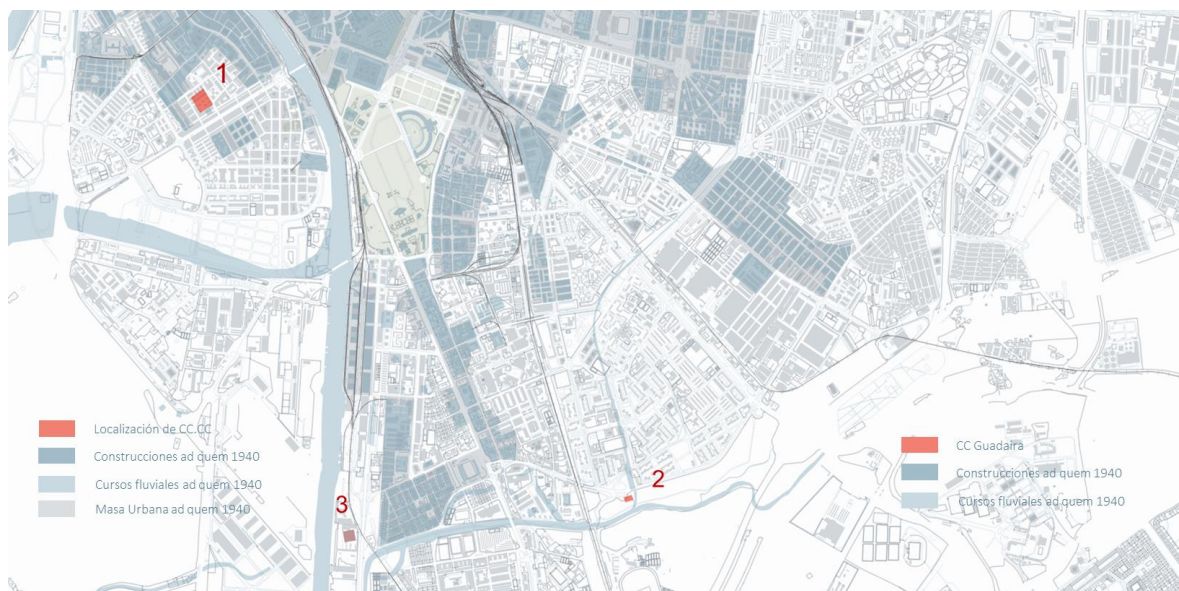 1
2
3
Localización de CC.CC
Construcciones ad quem 1940
Cursos fluviales ad quem 1940
Masa Urbana ad quem 1940
CC Guadaira
Construcciones ad quem 1940
Cursos fluviales ad quem 1940